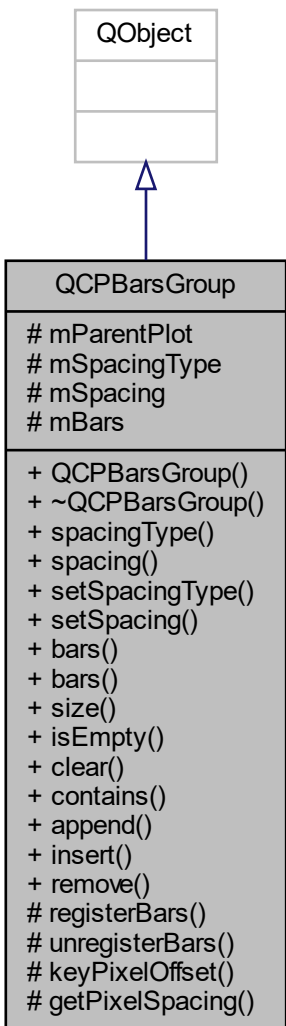 QObject
QCPBarsGroup
# mParentPlot
# mSpacingType
# mSpacing
# mBars
+ QCPBarsGroup()
+ ~QCPBarsGroup()
+ spacingType()
+ spacing()
+ setSpacingType()
+ setSpacing()
+ bars()
+ bars()
+ size()
+ isEmpty()
+ clear()
+ contains()
+ append()
+ insert()
+ remove()
# registerBars()
# unregisterBars()
# keyPixelOffset()
# getPixelSpacing()